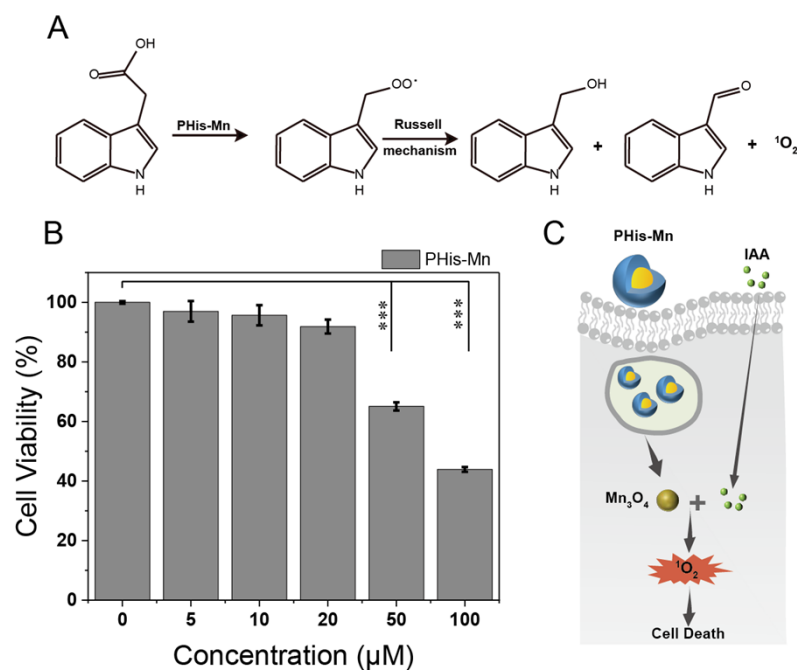 A
OH
O
N
H
PHis-Mn
OO·
N
H
Russell
mechanism
OH
N
H
+
O
N
H
+ ¹O₂
B
PHis-Mn
***
***
Cell Viability (%)
100
80
60
40
20
0
0 5 10 20 50 100
Concentration (μM)
C
PHis-Mn
IAA
Mn₃O₄ +
¹O₂
Cell Death